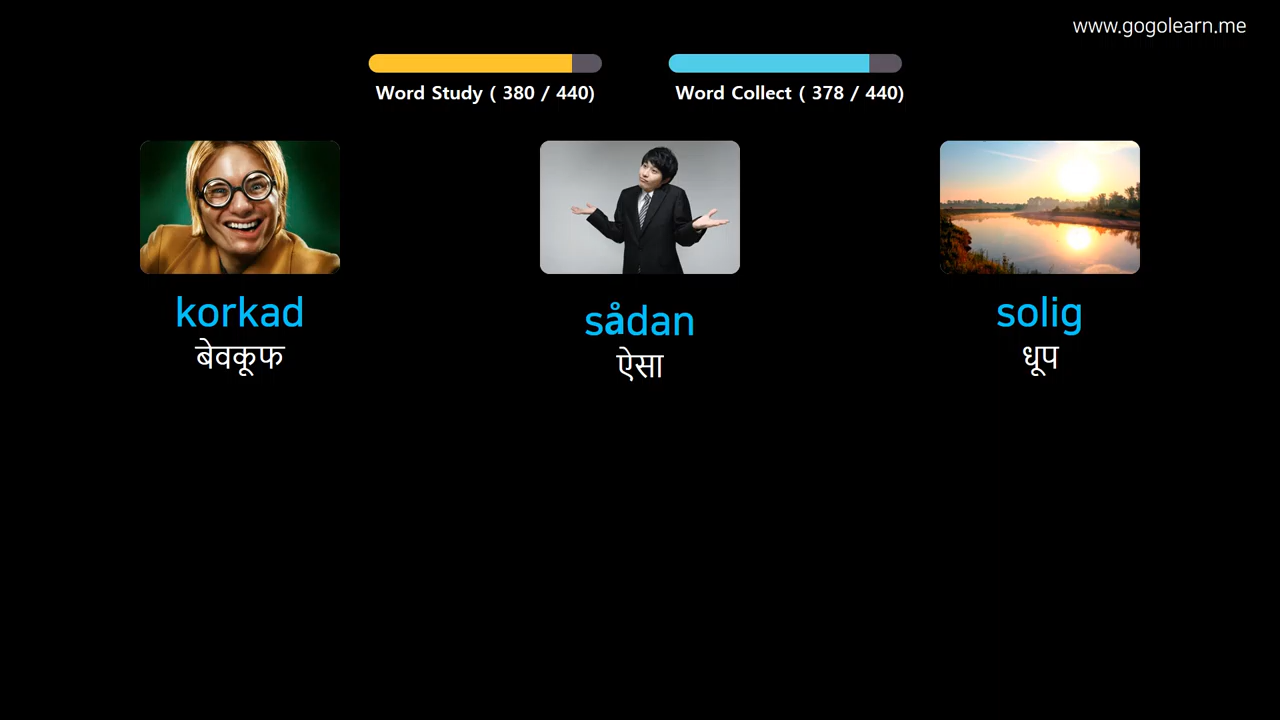 www.gogolearn.me
Word Study ( 380 / 440)
Word Collect ( 378 / 440)
korkad
बेवकूफ
sådan
ऐसा
solig
धूप